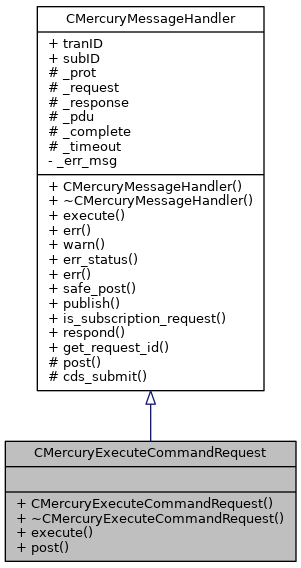 CMercuryMessageHandler
+ tranID
+ subID
# _prot
# _request
# _response
# _pdu
# _complete
# _timeout
- _err_msg
+ CMercuryMessageHandler()
+ ~CMercuryMessageHandler()
+ execute()
+ err()
+ warn()
+ err_status()
+ err()
+ safe_post()
+ publish()
+ is_subscription_request()
+ respond()
+ get_request_id()
# post()
# cds_submit()
CMercuryExecuteCommandRequest
+ CMercuryExecuteCommandRequest()
+ ~CMercuryExecuteCommandRequest()
+ execute()
+ post()